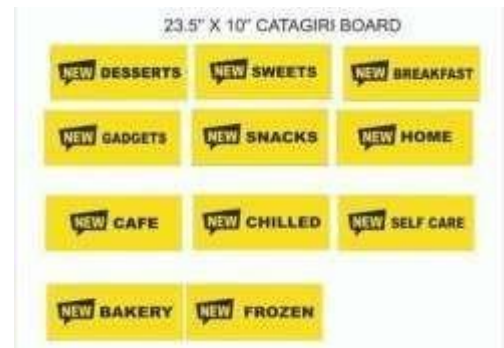 23.5" X 10" CATAGIRI BOARD
NEW DESSERTS
NEW SWEETS
NEW BREAKFAST
NEW GADGETS
NEW SNACKS
NEW HOME
NEW CAFE
NEW CHILLED
NEW SELF CARE
NEW BAKERY
NEW FROZEN